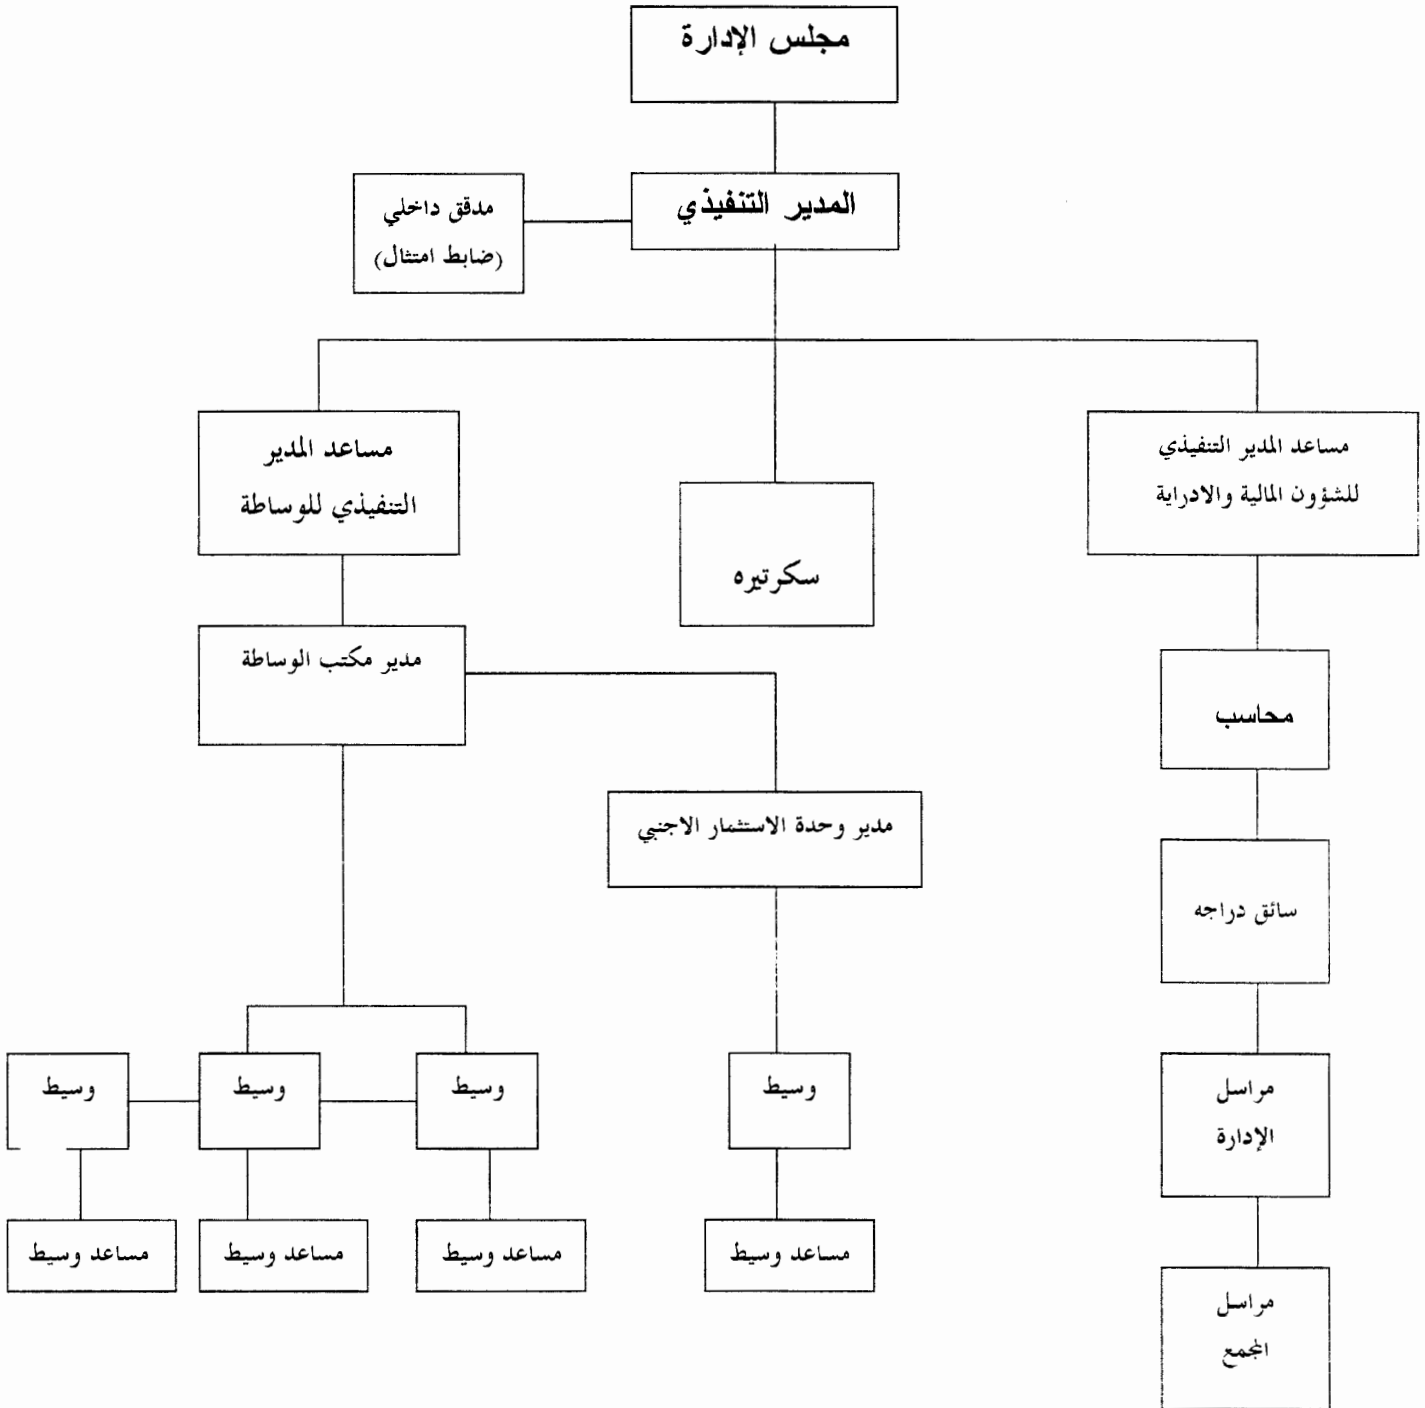 مجلس الإدارة
المدير التنفيذي
مدقق داخلي
(ضابط امتثال)
مساعد المدير التنفيذي
للشؤون المالية والادراية
مساعد المدير
التنفيذي للوساطة
سكرتيره
مدير مكتب الوساطة
محاسب
مدير وحدة الاستثمار الاجنبي
سائق دراجه
مراسل
الإدارة
وسيط
وسيط
وسيط
وسيط
مساعد وسيط
مساعد وسيط
مساعد وسيط
مساعد وسيط
مراسل
المجمع